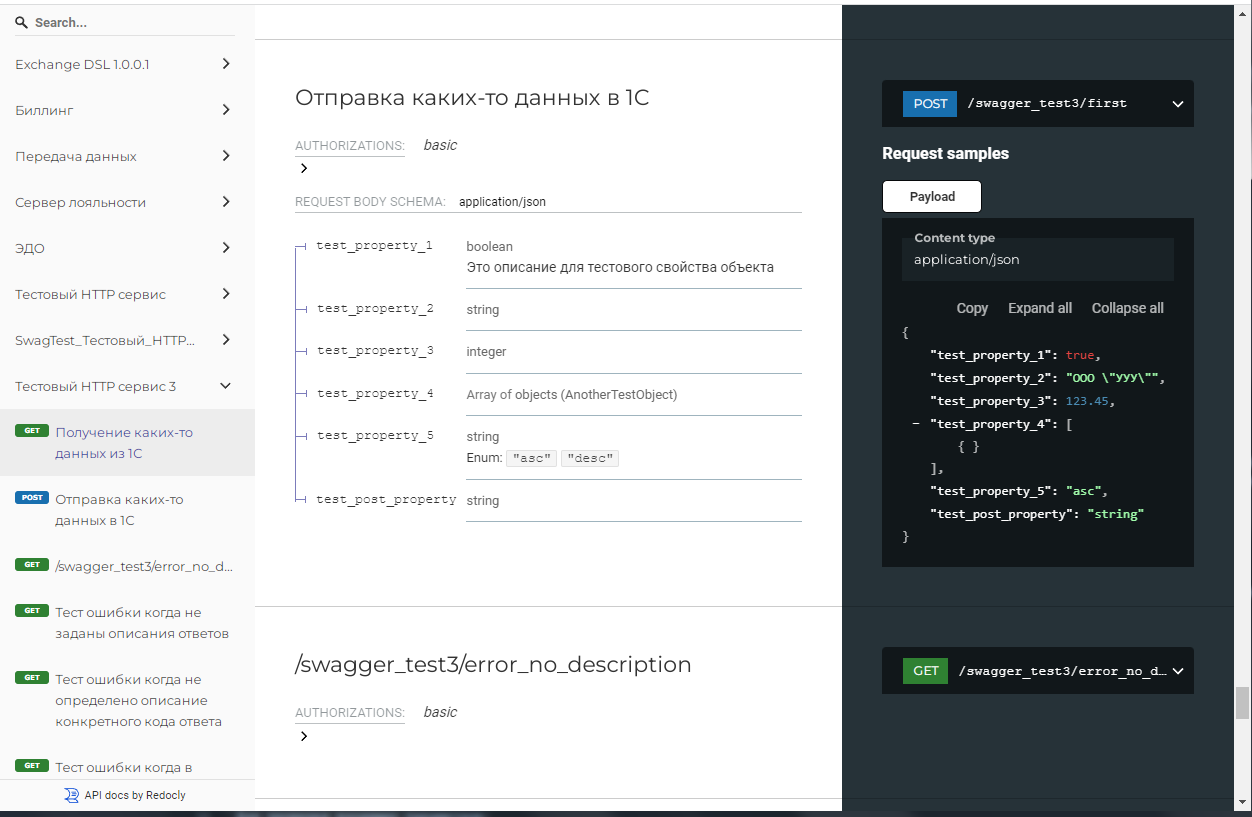 Search...
Exchange DSL 1.0.0.1
Биллинг
Передача данных
Сервер лояльности
ЭДО
Тестовый HTTP сервис
SwagTest_Тестовый_HTTP...
Тестовый HTTP сервис 3
GET Получение каких-то
данных из 1С
POST Отправка каких-то
данных в 1С
GET /swagger_test3/error_no_d...
GET Тест ошибки когда не
заданы описания ответов
GET Тест ошибки когда не
определено описание
конкретного кода ответа
GET Тест ошибки когда в
API docs by Redocly
Отправка каких-то данных в 1С
AUTHORIZATIONS: basic
REQUEST BODY SCHEMA: application/json
test_property_1 boolean
Это описание для тестового свойства объекта
test_property_2 string
test_property_3 integer
test_property_4 Array of objects (AnotherTestObject)
test_property_5 string
Enum: "asc" "desc"
test_post_property string
/swagger_test3/error_no_description
AUTHORIZATIONS: basic
POST /swagger_test3/first
Request samples
Payload
Content type
application/json
Copy Expand all Collapse all
{
"test_property_1": true,
"test_property_2": "ООО \"УУУ\"",
"test_property_3": 123.45,
- "test_property_4": [
{ }
],
"test_property_5": "asc",
"test_post_property": "string"
}
GET /swagger_test3/error_no_d...